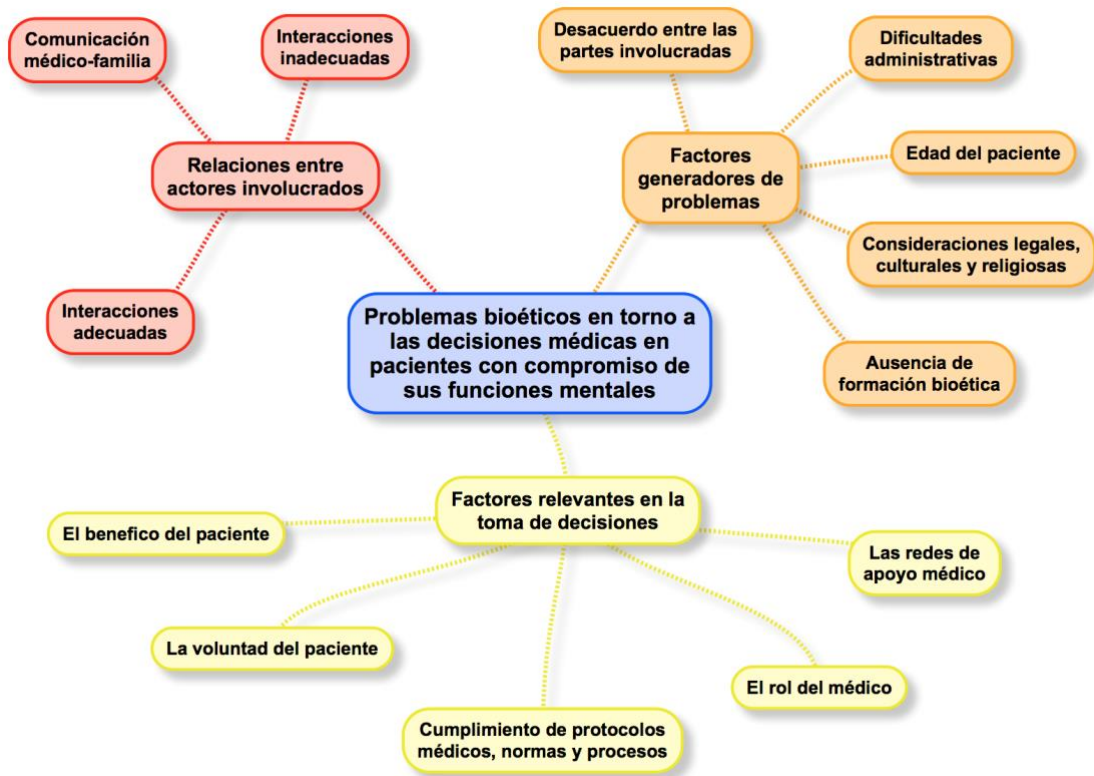 Comunicación
médico-familia
Interacciones
inadecuadas
Relaciones entre
actores involucrados
Interacciones
adecuadas
Desacuerdo entre las
partes involucradas
Dificultades
administrativas
Factores
generadores de
problemas
Edad del paciente
Consideraciones legales,
culturales y religiosas
Ausencia de
formación bioética
Problemas bioéticos en torno a
las decisiones médicas en
pacientes con compromiso de
sus funciones mentales
Factores relevantes en la
toma de decisiones
El benefico del paciente
La voluntad del paciente
Cumplimiento de protocolos
médicos, normas y procesos
El rol del médico
Las redes de
apoyo médico